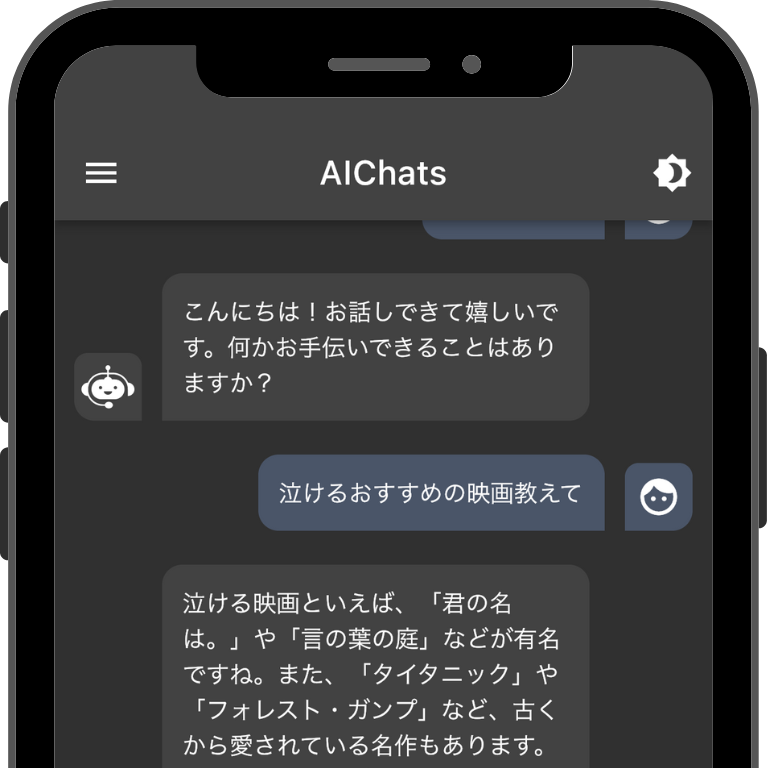 AIChats
こんにちは！お話しできて嬉しいで
す。何かお手伝いできることはあり
ますか？
泣けるおすすめの映画教えて
泣ける映画といえば、「君の名
は。」や「言の葉の庭」などが有名
ですね。また、「タイタニック」や
「フォレスト・ガンプ」など、古く
から愛されている名作もあります。